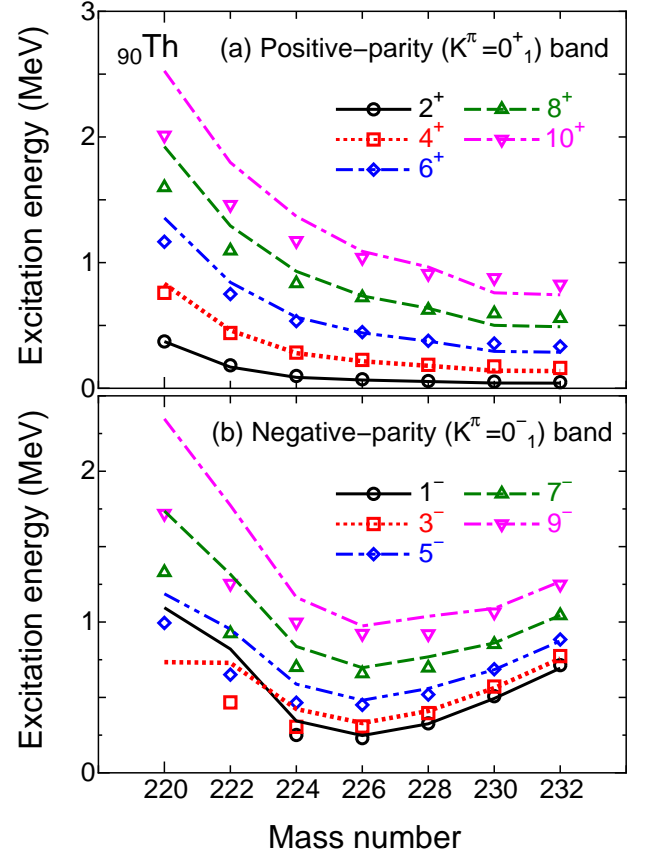 ₉₀Th (a) Positive−parity (K^π=0⁺₁) band
Excitation energy (MeV)
3
2
1
0
2⁺ 8⁺
4⁺ 10⁺
6⁺
(b) Negative−parity (K^π=0⁻₁) band
Excitation energy (MeV)
2
1
0
1⁻ 7⁻
3⁻ 9⁻
5⁻
220 222 224 226 228 230 232
Mass number